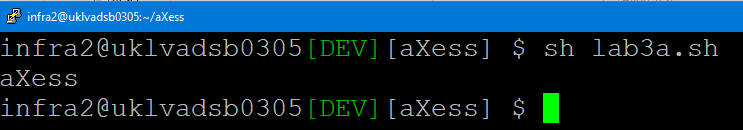 infra2@uklvadsb0305:~/aXess
infra2@uklvadsb0305[DEV][aXess] $ sh lab3a.sh
aXess
infra2@uklvadsb0305[DEV][aXess] $